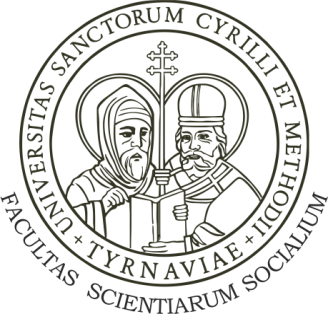 UNIVERSITAS SANCTORUM CYRILLI ET METHODII
+ TYRNAVIAE +
FACULTAS SCIENTIARUM SOCIALIUM